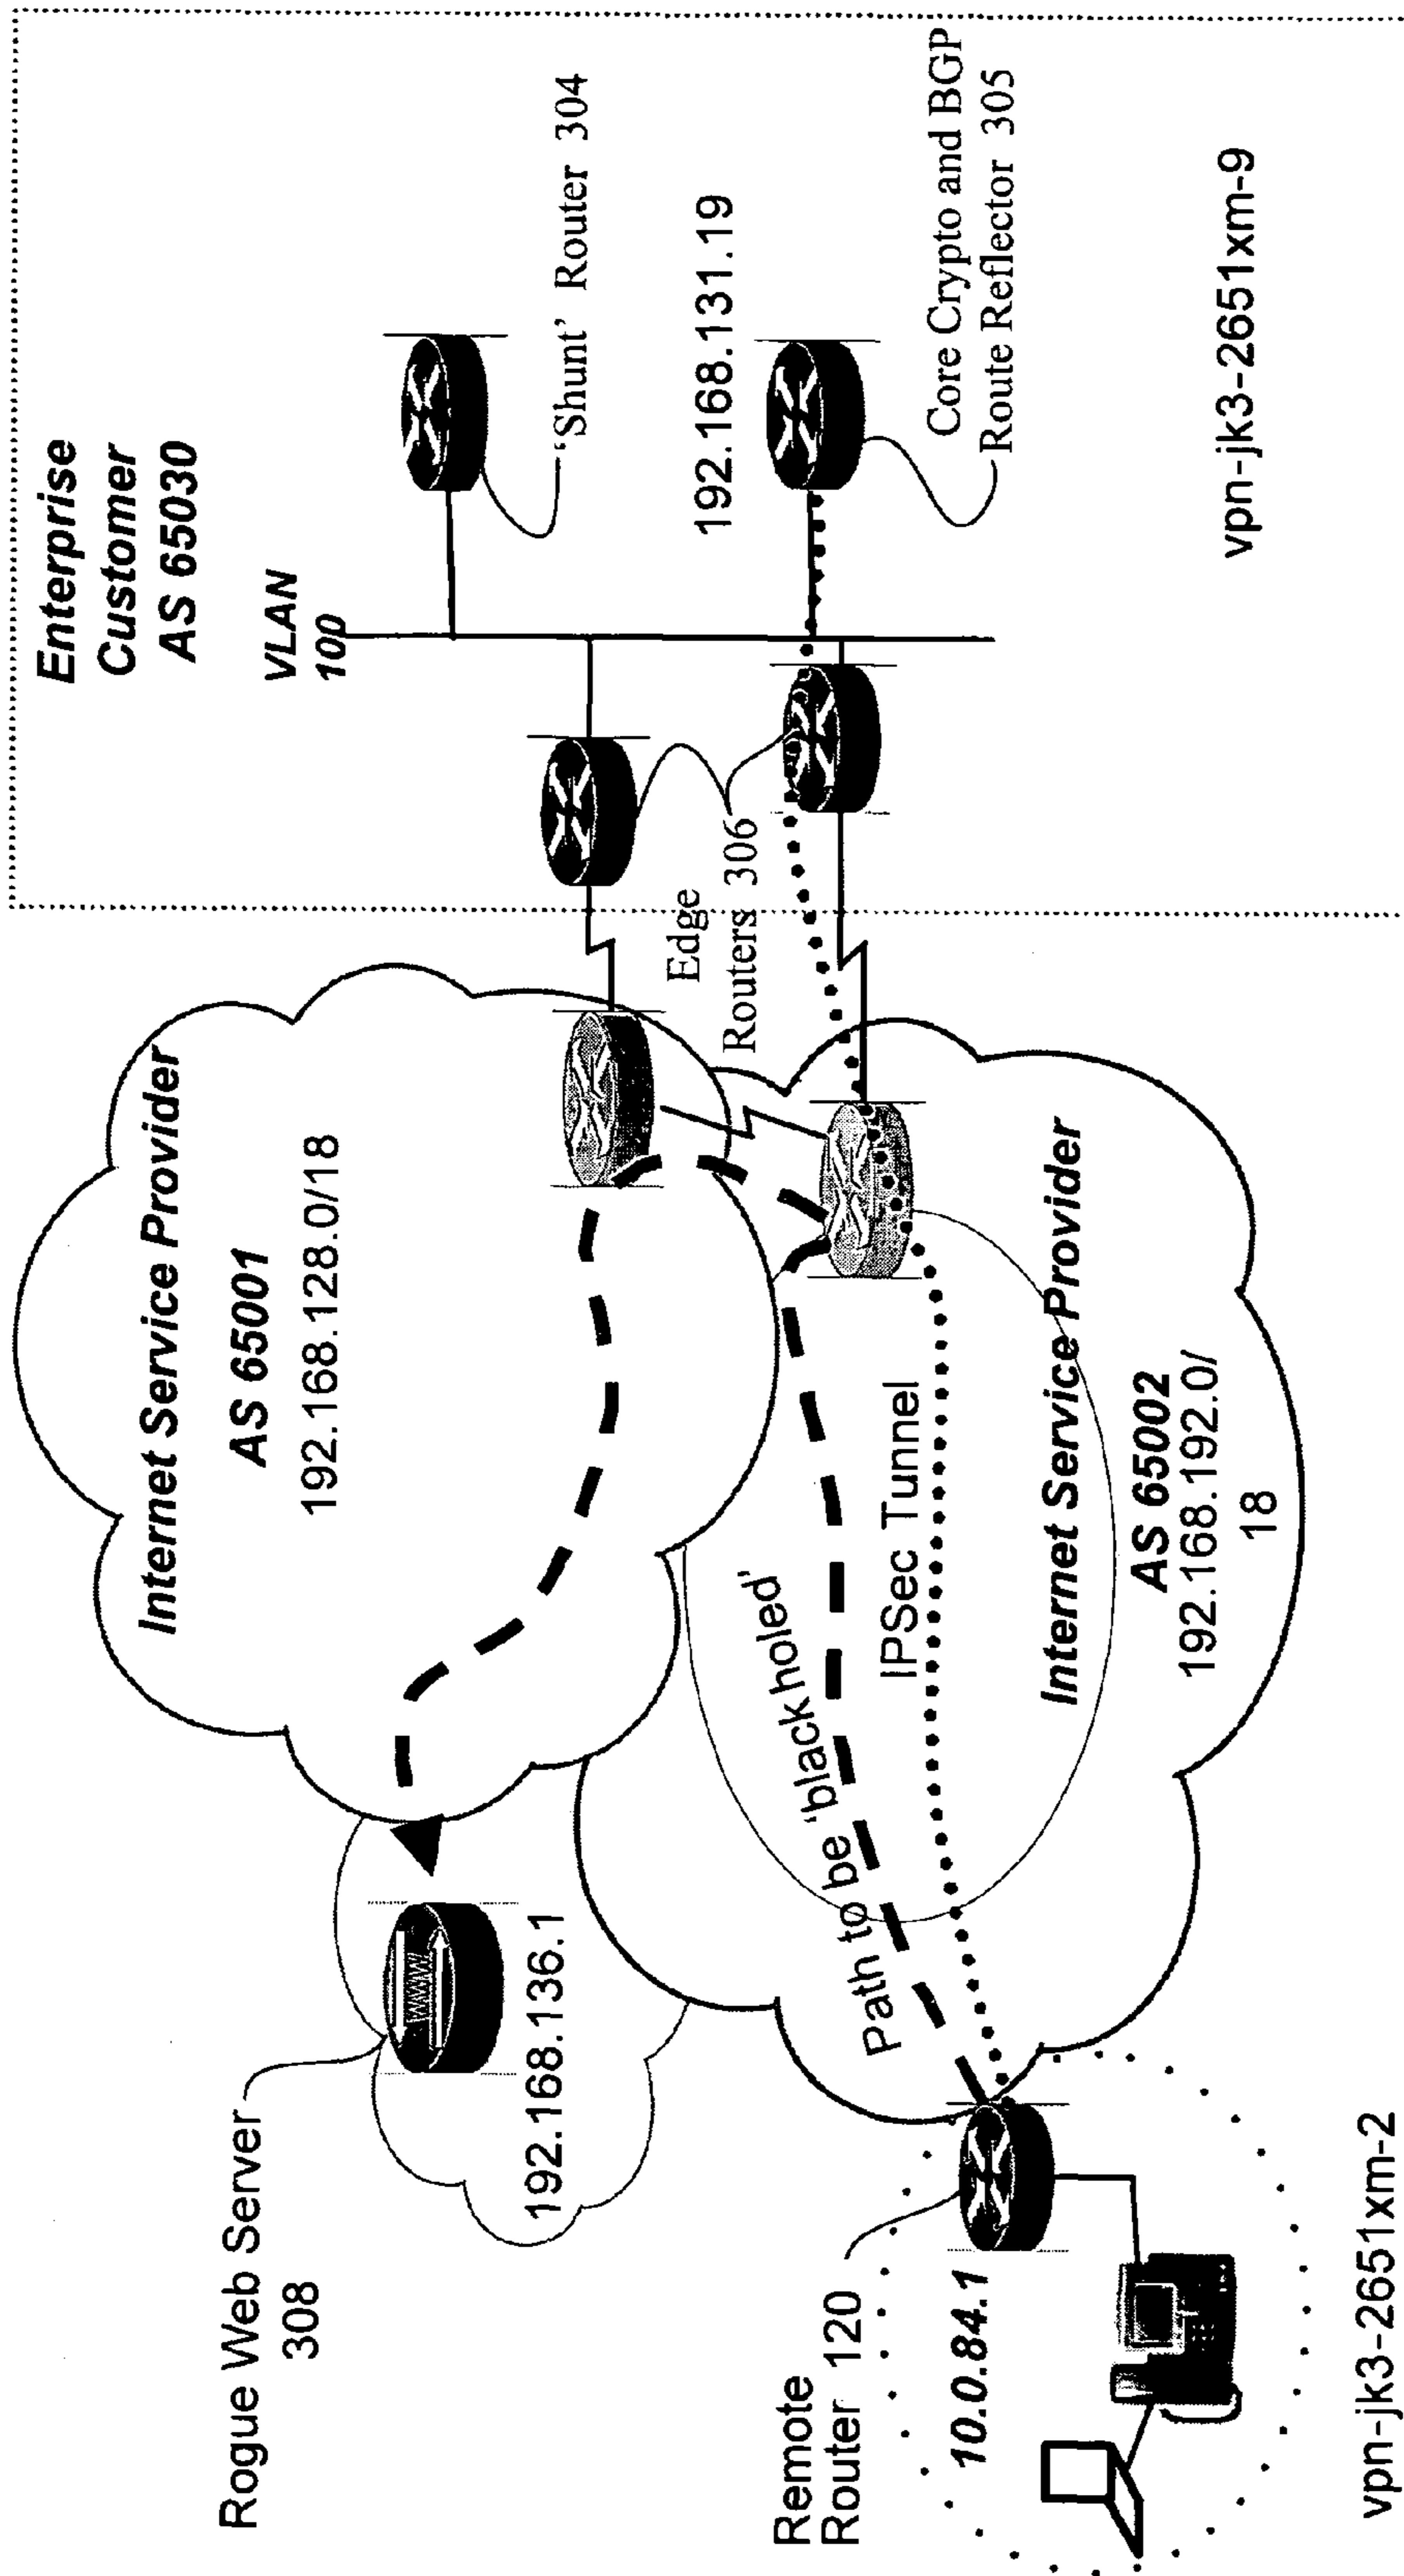 Enterprise
Customer
AS 65030
VLAN
100
'Shunt' Router 304
192.168.131.19
Core Crypto and BGP
Route Reflector 305
vpn-jk3-2651xm-9
Edge
Routers 306
Internet Service Provider
AS 65001
192.168.128.0/18
Rogue Web Server
308
192.168.136.1
Path to be 'black holed'
IPSec Tunnel
Internet Service Provider
AS 65002
192.168.192.0/
18
Remote
Router 120
10.0.84.1
vpn-jk3-2651xm-2